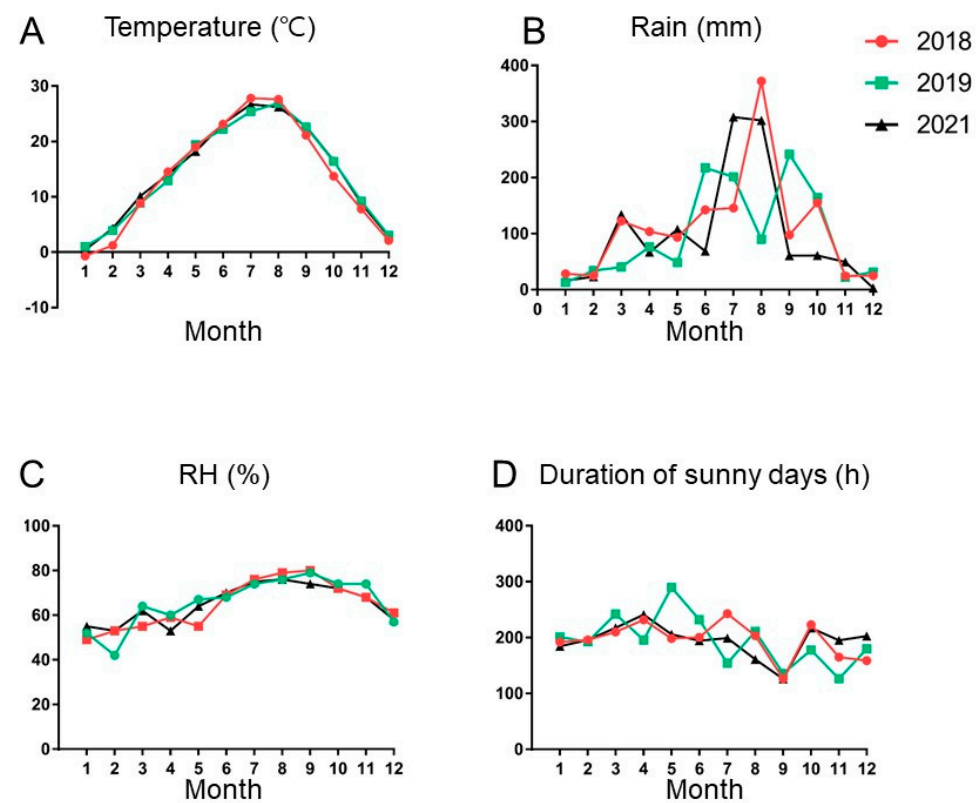 A Temperature (℃)
30
20
10
0
-10
1 2 3 4 5 6 7 8 9 10 11 12
Month
B Rain (mm)
400
300
200
100
0
0 1 2 3 4 5 6 7 8 9 10 11 12
Month
2018
2019
2021
C RH (%)
100
80
60
40
20
0
1 2 3 4 5 6 7 8 9 10 11 12
Month
D Duration of sunny days (h)
400
300
200
100
0
1 2 3 4 5 6 7 8 9 10 11 12
Month